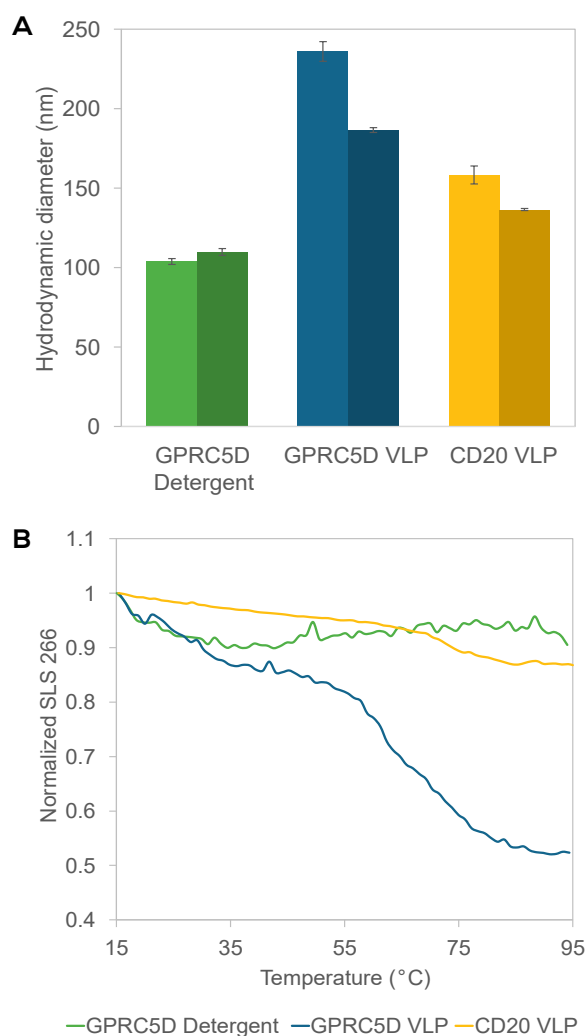 A
Hydrodynamic diameter (nm)
250
200
150
100
50
0
GPRC5D
Detergent
GPRC5D VLP
CD20 VLP
B
Normalized SLS 266
1.1
1
0.9
0.8
0.7
0.6
0.5
0.4
15 35 55 75 95
Temperature (°C)
GPRC5D Detergent GPRC5D VLP CD20 VLP